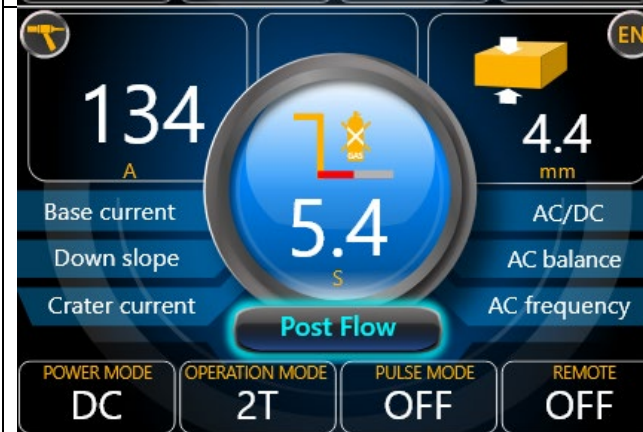 EN
134
A
4.4
mm
GAS
5.4
S
Base current
Down slope
Crater current
AC/DC
AC balance
AC frequency
Post Flow
POWER MODE
DC
OPERATION MODE
2T
PULSE MODE
OFF
REMOTE
OFF